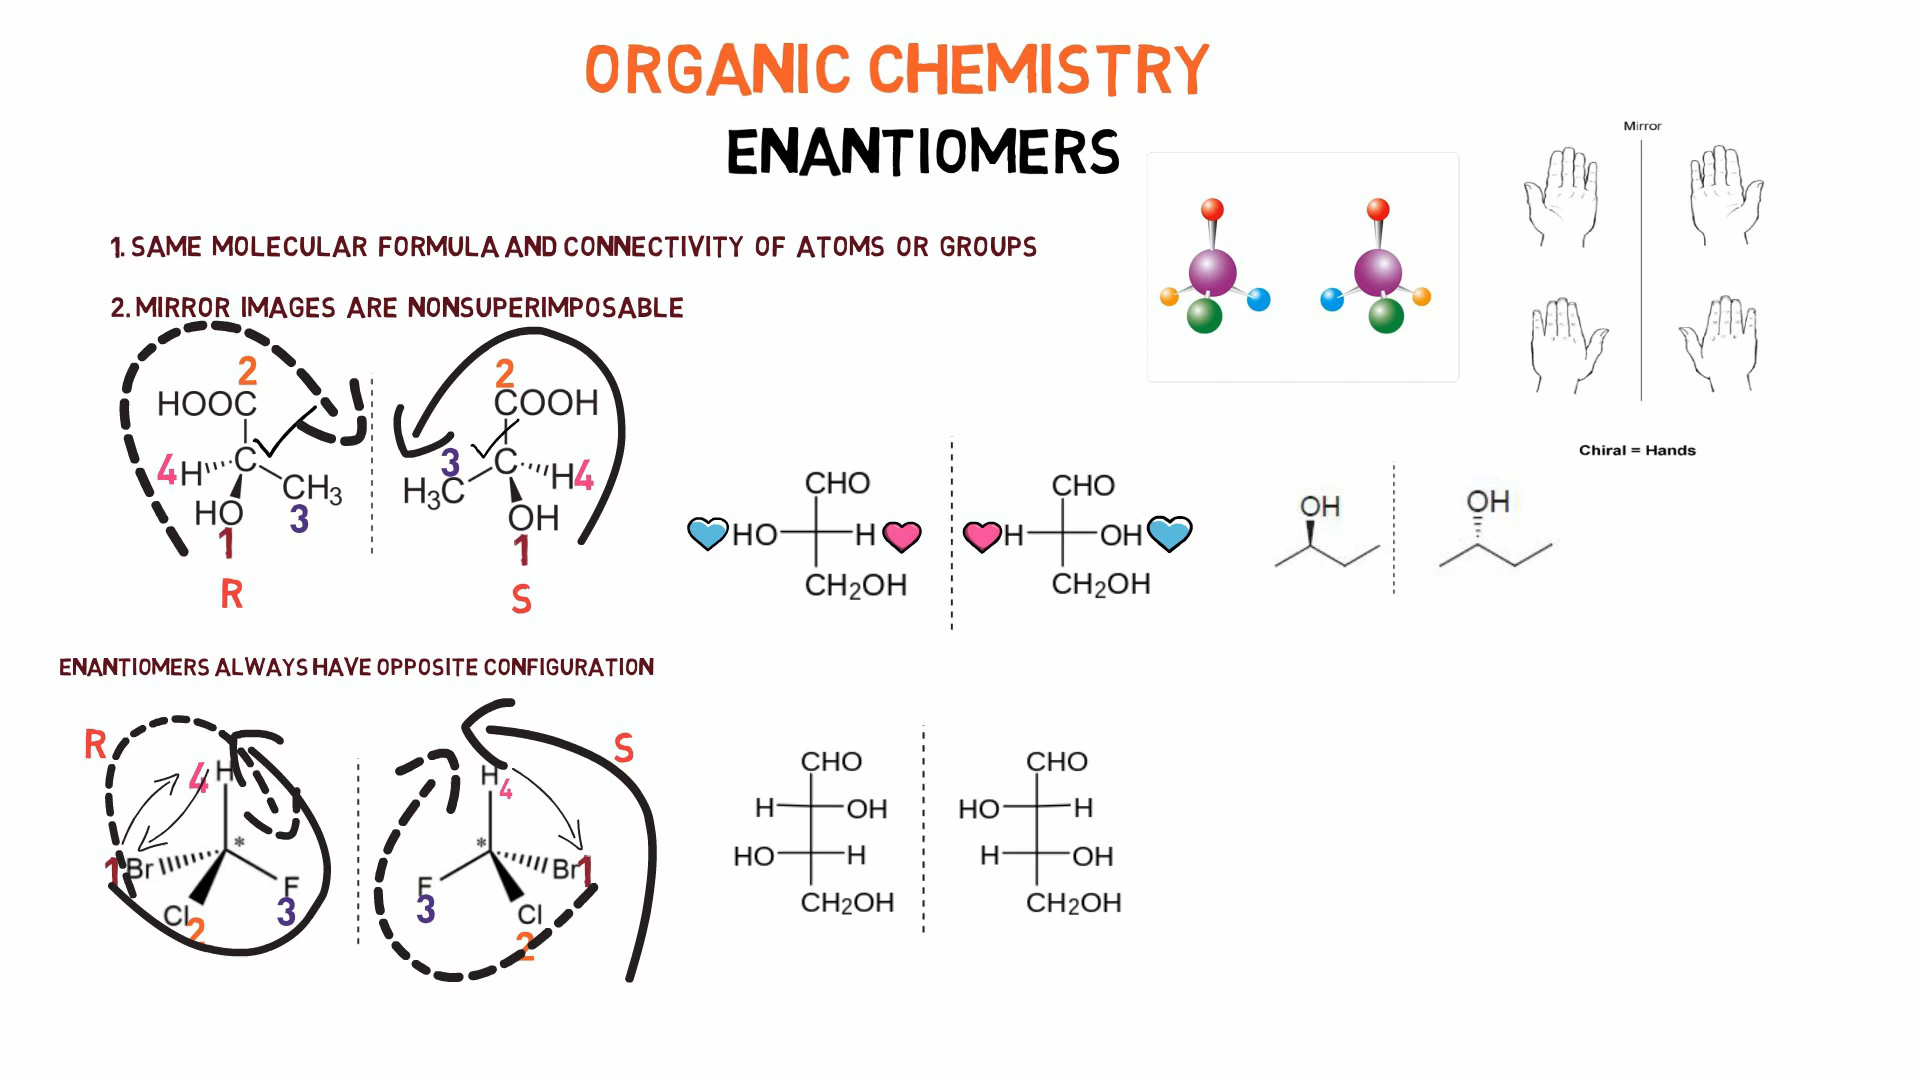 ORGANIC CHEMISTRY
ENANTIOMERS
Mirror
1. SAME MOLECULAR FORMULA AND CONNECTIVITY OF ATOMS OR GROUPS
2. MIRROR IMAGES ARE NONSUPERIMPOSABLE
Chiral = Hands
2
HOOC
4 H C CH3
HO 3
1
R
2
COOH
3
H3C C H 4
OH
1
S
CHO
HO H
CH2OH
CHO
H OH
CH2OH
OH
OH
ENANTIOMERS ALWAYS HAVE OPPOSITE CONFIGURATION
R
4 H
*
1 Br F
Cl 2 3
S
H 4
*
F Br 1
3 Cl
2
CHO
H OH
HO H
CH2OH
CHO
HO H
H OH
CH2OH